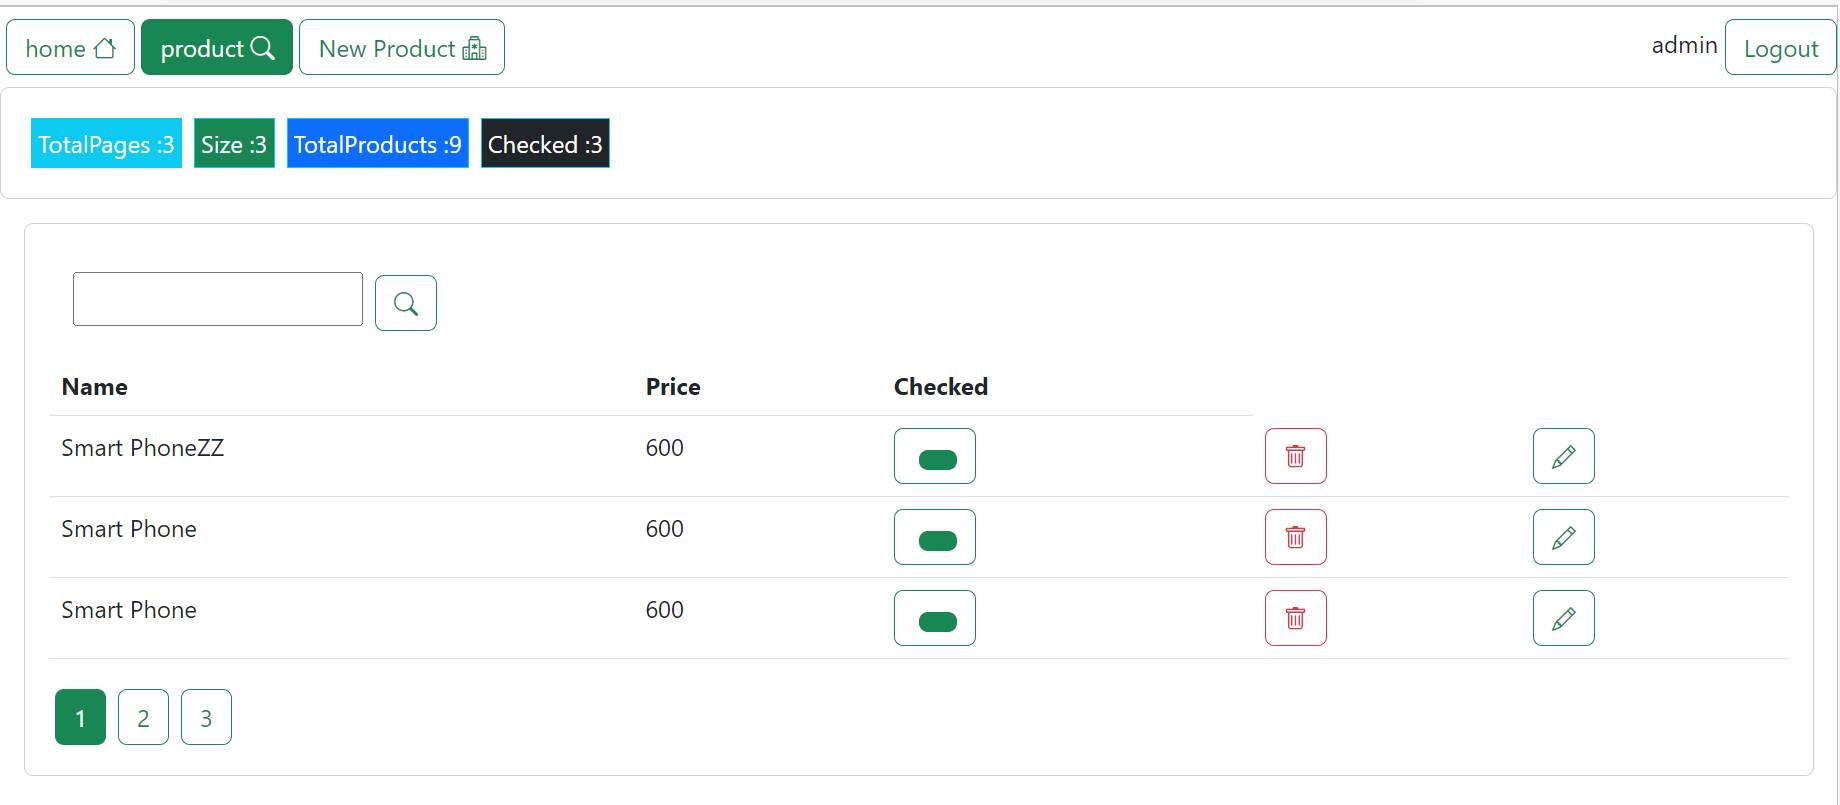 home product New Product admin Logout
TotalPages :3 Size :3 TotalProducts :9 Checked :3
Name Price Checked
Smart PhoneZZ 600
Smart Phone 600
Smart Phone 600
1 2 3